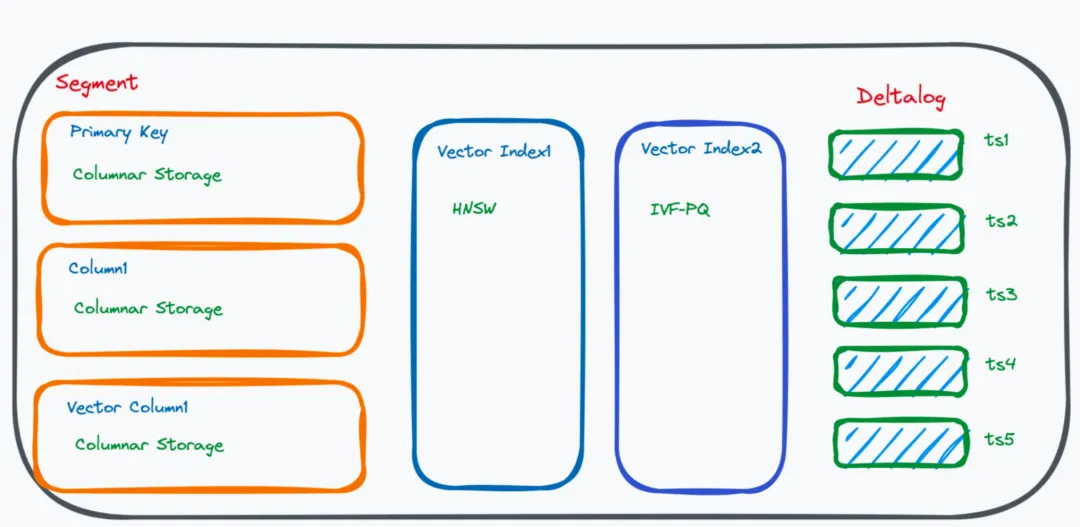 Segment
Primary Key
Columnar Storage
Column1
Columnar Storage
Vector Column1
Columnar Storage
Vector Index1
HNSW
Vector Index2
IVF-PQ
Deltalog
ts1
ts2
ts3
ts4
ts5